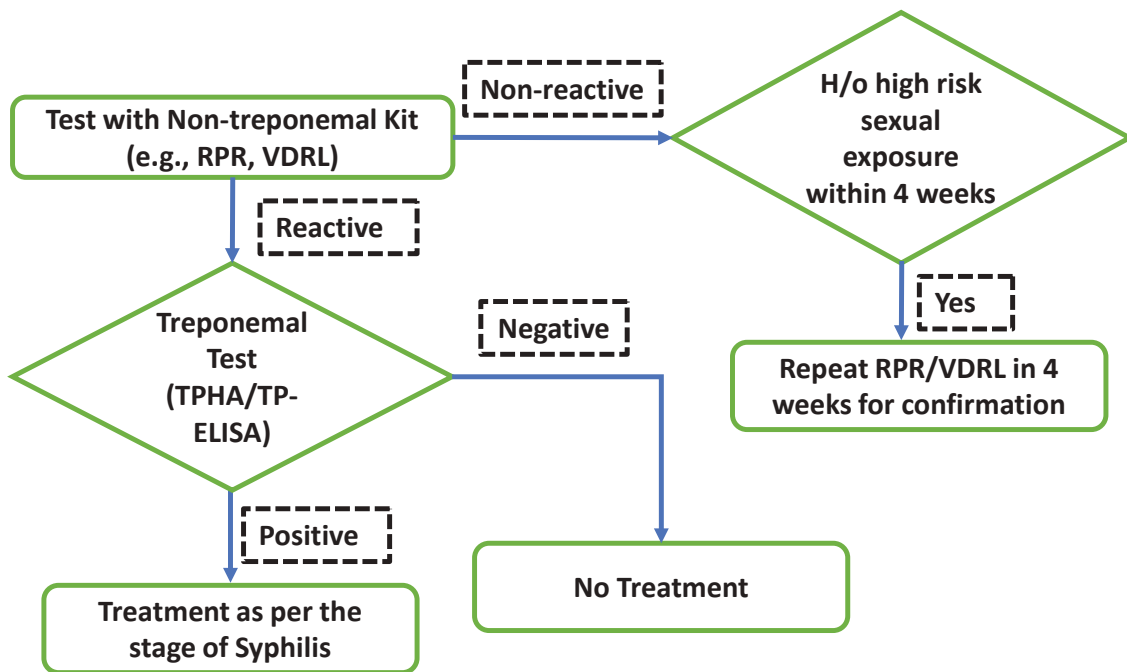 Test with Non-treponemal Kit
(e.g., RPR, VDRL)
Non-reactive
H/o high risk
sexual
exposure
within 4 weeks
Reactive
Yes
Treponemal
Test
(TPHA/TP-
ELISA)
Negative
Repeat RPR/VDRL in 4
weeks for confirmation
Positive
No Treatment
Treatment as per the
stage of Syphilis